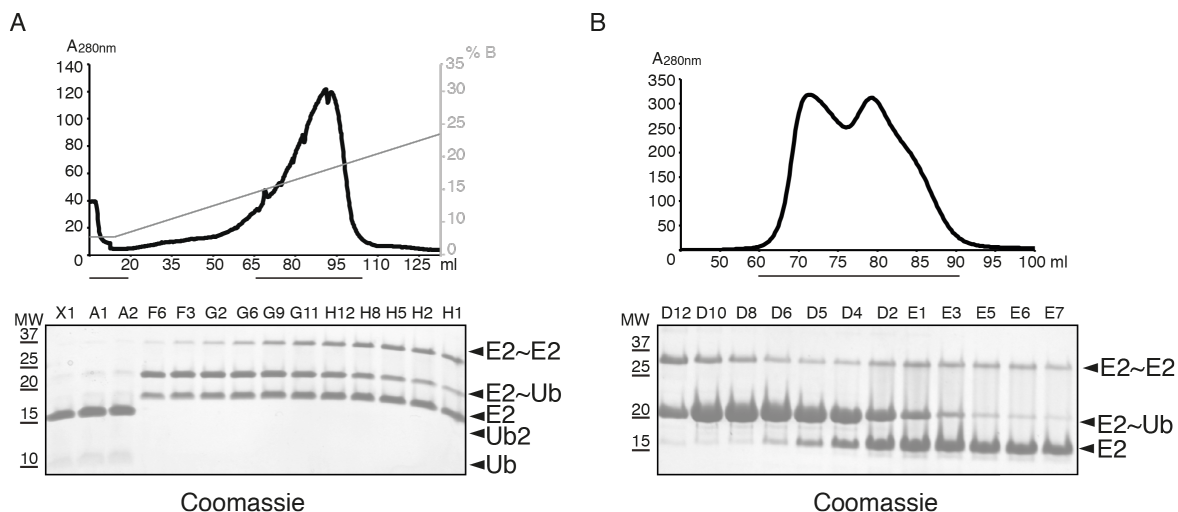 A
A280nm
% B
140
120
100
80
60
40
20
0
35
30
25
20
15
10
0
20 35 50 65 80 95 110 125 ml
MW X1 A1 A2 F6 F3 G2 G6 G9 G11 H12 H8 H5 H2 H1
37
25
20
15
10
E2~E2
E2~Ub
E2
Ub2
Ub
Coomassie
B
A280nm
350
300
250
200
150
100
50
0
50 60 70 80 90 95 100 ml
MW D12 D10 D8 D6 D5 D4 D2 E1 E3 E5 E6 E7
37
25
20
15
E2~E2
E2~Ub
E2
Coomassie